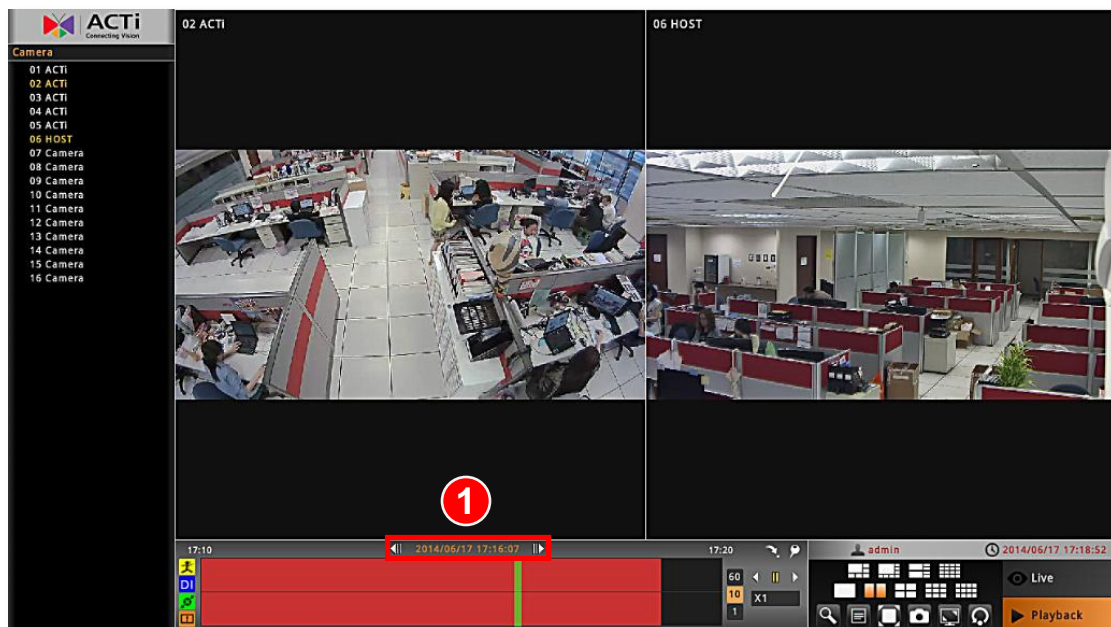 ACTi
Connecting Vision
Camera
01 ACTi
02 ACTi
03 ACTi
04 ACTi
05 ACTi
06 HOST
07 Camera
08 Camera
09 Camera
10 Camera
11 Camera
12 Camera
13 Camera
14 Camera
15 Camera
16 Camera
02 ACTi
06 HOST
1
17:10
2014/06/17 17:16:07
17:20
DI
60
10
1
X1
admin
2014/06/17 17:18:52
Live
Playback